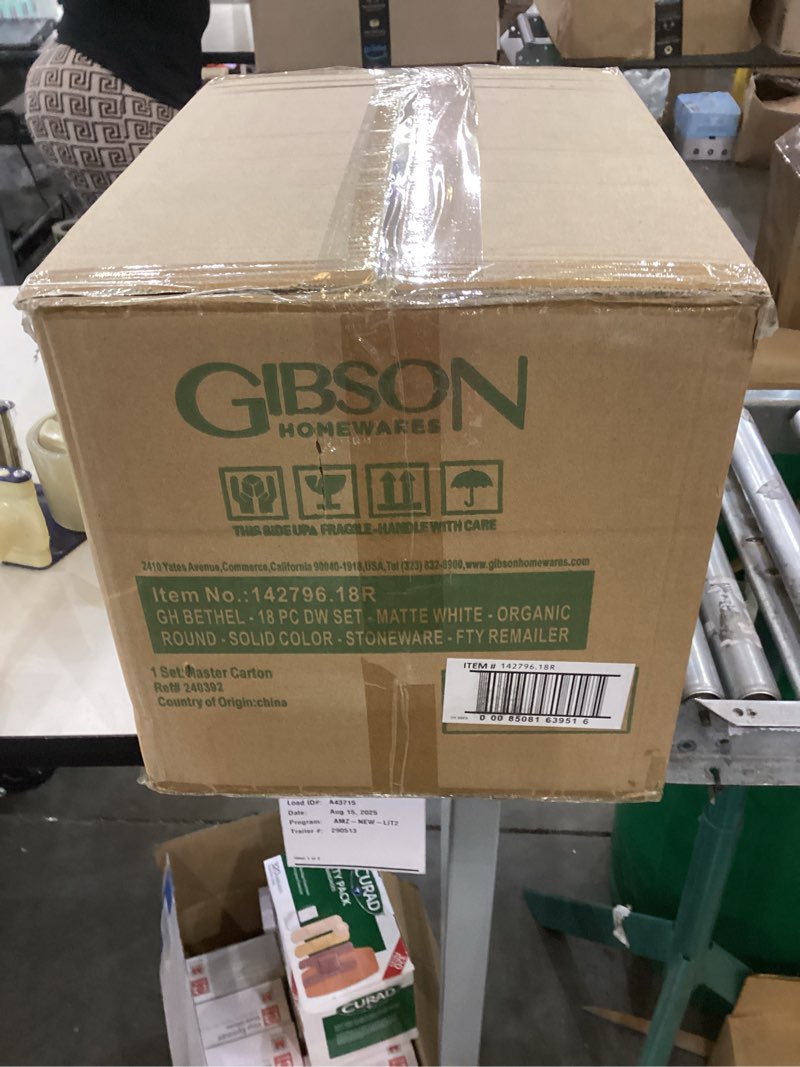 GIBSON
HOMEWARES
THIS SIDE UPA FRAGILE-HANDLE WITH CARE
2410 Yates Avenue,Commerce,California 90040-1918,USA,Tel (323) 832-8900,www.gibsonhomewares.com
Item No.:142796.18R
GH BETHEL - 18 PC DW SET - MATTE WHITE - ORGANIC
ROUND - SOLID COLOR - STONEWARE - FTY REMAILER
1 Set/Master Carton
Ref# 240392
Country of Origin:china
ITEM # 142796.18R
0 00 85081 63951 6
Load ID#: A43715
Date: Aug 15, 2025
Program: AMZ - NEW - LIT2
Trailer #: 290513
CURAD
TY PACK
CURAD